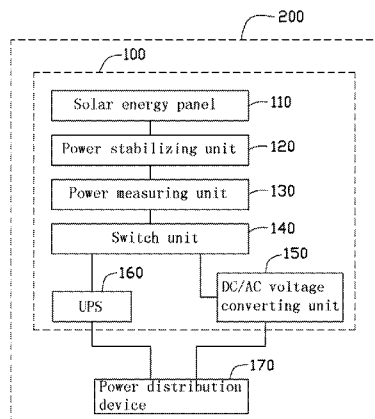 200
100
Solar energy panel
110
Power stabilizing unit
120
Power measuring unit
130
Switch unit
140
160
150
UPS
DC/AC voltage
converting unit
170
Power distribution
device